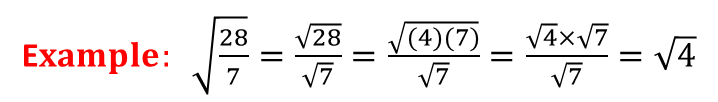 Example: √(28/7) = √28/√7 = √(4)(7)/√7 = √4×√7/√7 = √4